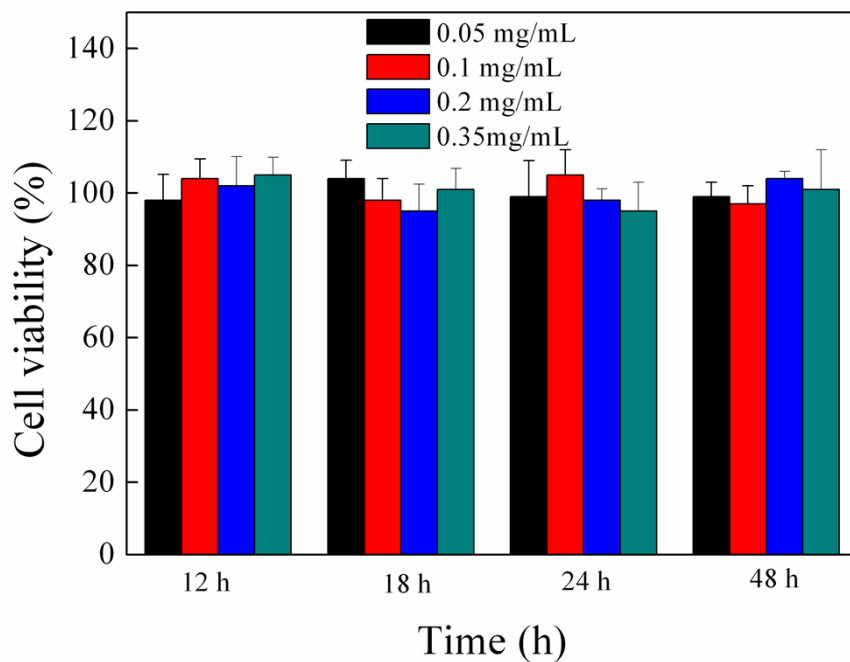 140
120
100
80
60
40
20
0
Cell viability (%)
0.05 mg/mL
0.1 mg/mL
0.2 mg/mL
0.35mg/mL
12 h
18 h
24 h
48 h
Time (h)